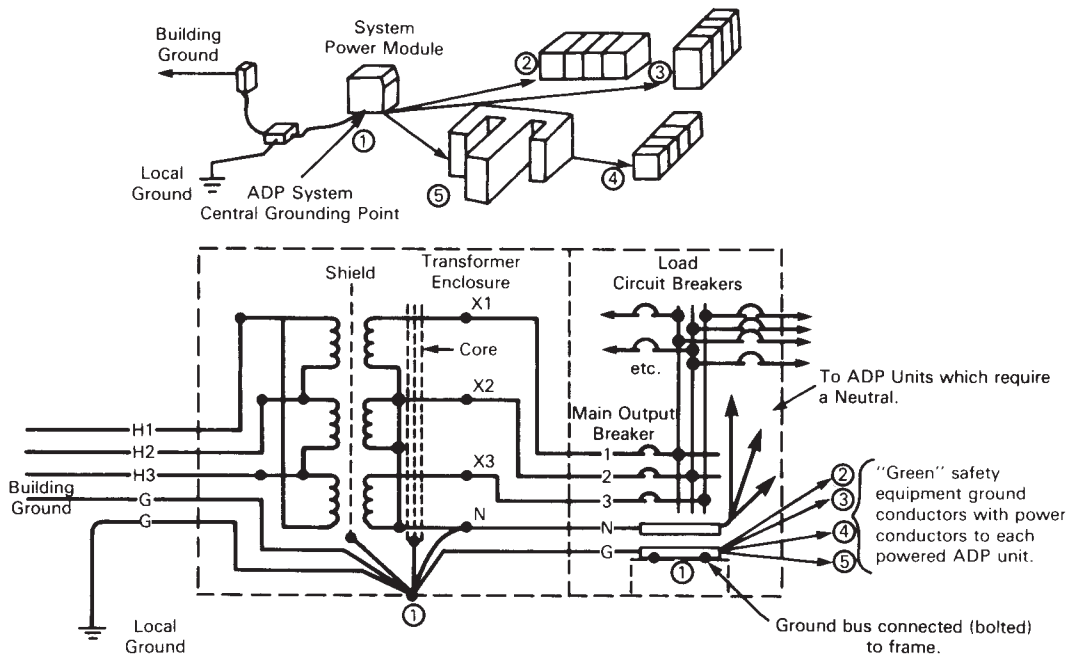 Building
Ground
System
Power Module
②
③
①
Local
Ground
ADP System
Central Grounding Point
⑤
④
Shield
Transformer
Enclosure
Load
Circuit Breakers
X1
Core
etc.
X2
To ADP Units which require
a Neutral.
Main Output
Breaker
H1
H2
H3
X3
1
2
3
Building
Ground
G
G
N
N
G
②
③
④
⑤
"Green" safety
equipment ground
conductors with power
conductors to each
powered ADP unit.
①
①
Local
Ground
Ground bus connected (bolted)
to frame.